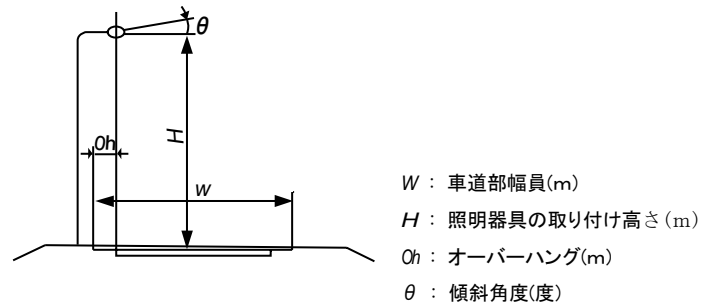 θ
Oh
H
W
W : 車道部幅員(m)
H : 照明器具の取り付け高さ(m)
Oh : オーバーハング(m)
θ : 傾斜角度(度)